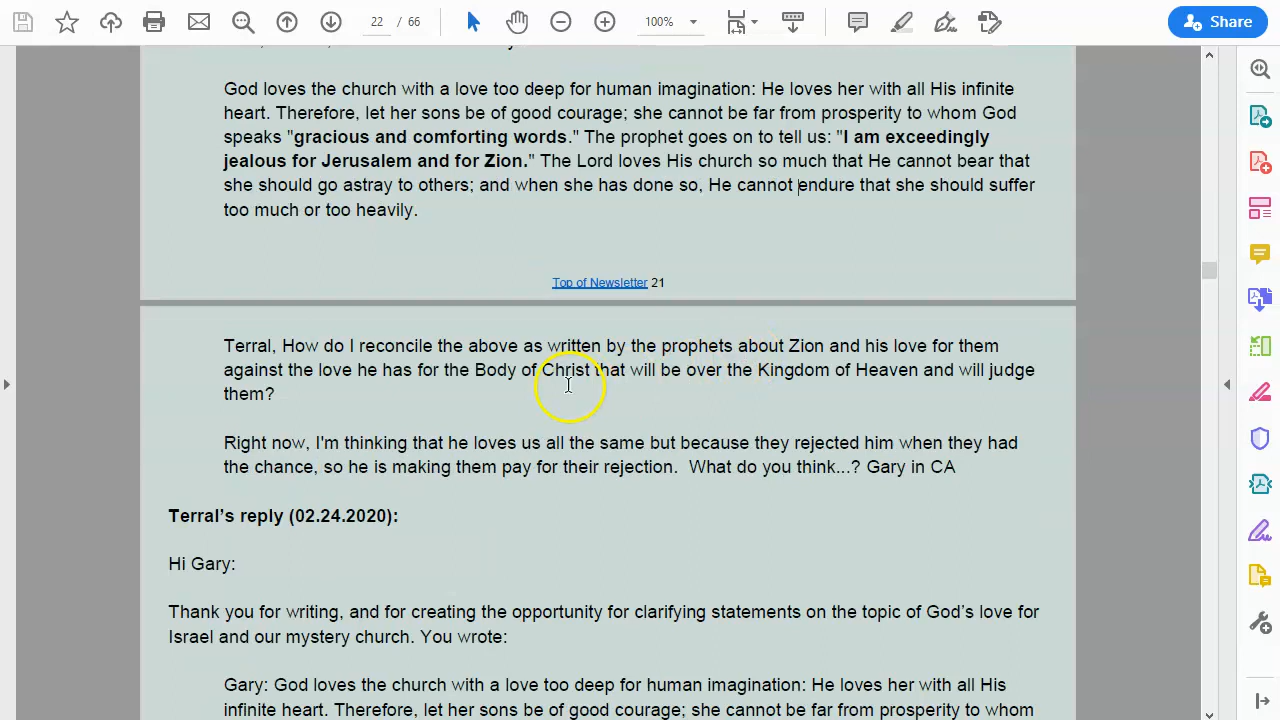 22 / 66
100%
Share
God loves the church with a love too deep for human imagination: He loves her with all His infinite
heart. Therefore, let her sons be of good courage; she cannot be far from prosperity to whom God
speaks "gracious and comforting words." The prophet goes on to tell us: "I am exceedingly
jealous for Jerusalem and for Zion." The Lord loves His church so much that He cannot bear that
she should go astray to others; and when she has done so, He cannot endure that she should suffer
too much or too heavily.
Top of Newsletter 21
Terral, How do I reconcile the above as written by the prophets about Zion and his love for them
against the love he has for the Body of Christ that will be over the Kingdom of Heaven and will judge
them?
Right now, I'm thinking that he loves us all the same but because they rejected him when they had
the chance, so he is making them pay for their rejection.  What do you think...? Gary in CA
Terral's reply (02.24.2020):
Hi Gary:
Thank you for writing, and for creating the opportunity for clarifying statements on the topic of God's love for
Israel and our mystery church. You wrote:
Gary: God loves the church with a love too deep for human imagination: He loves her with all His
infinite heart. Therefore, let her sons be of good courage; she cannot be far from prosperity to whom